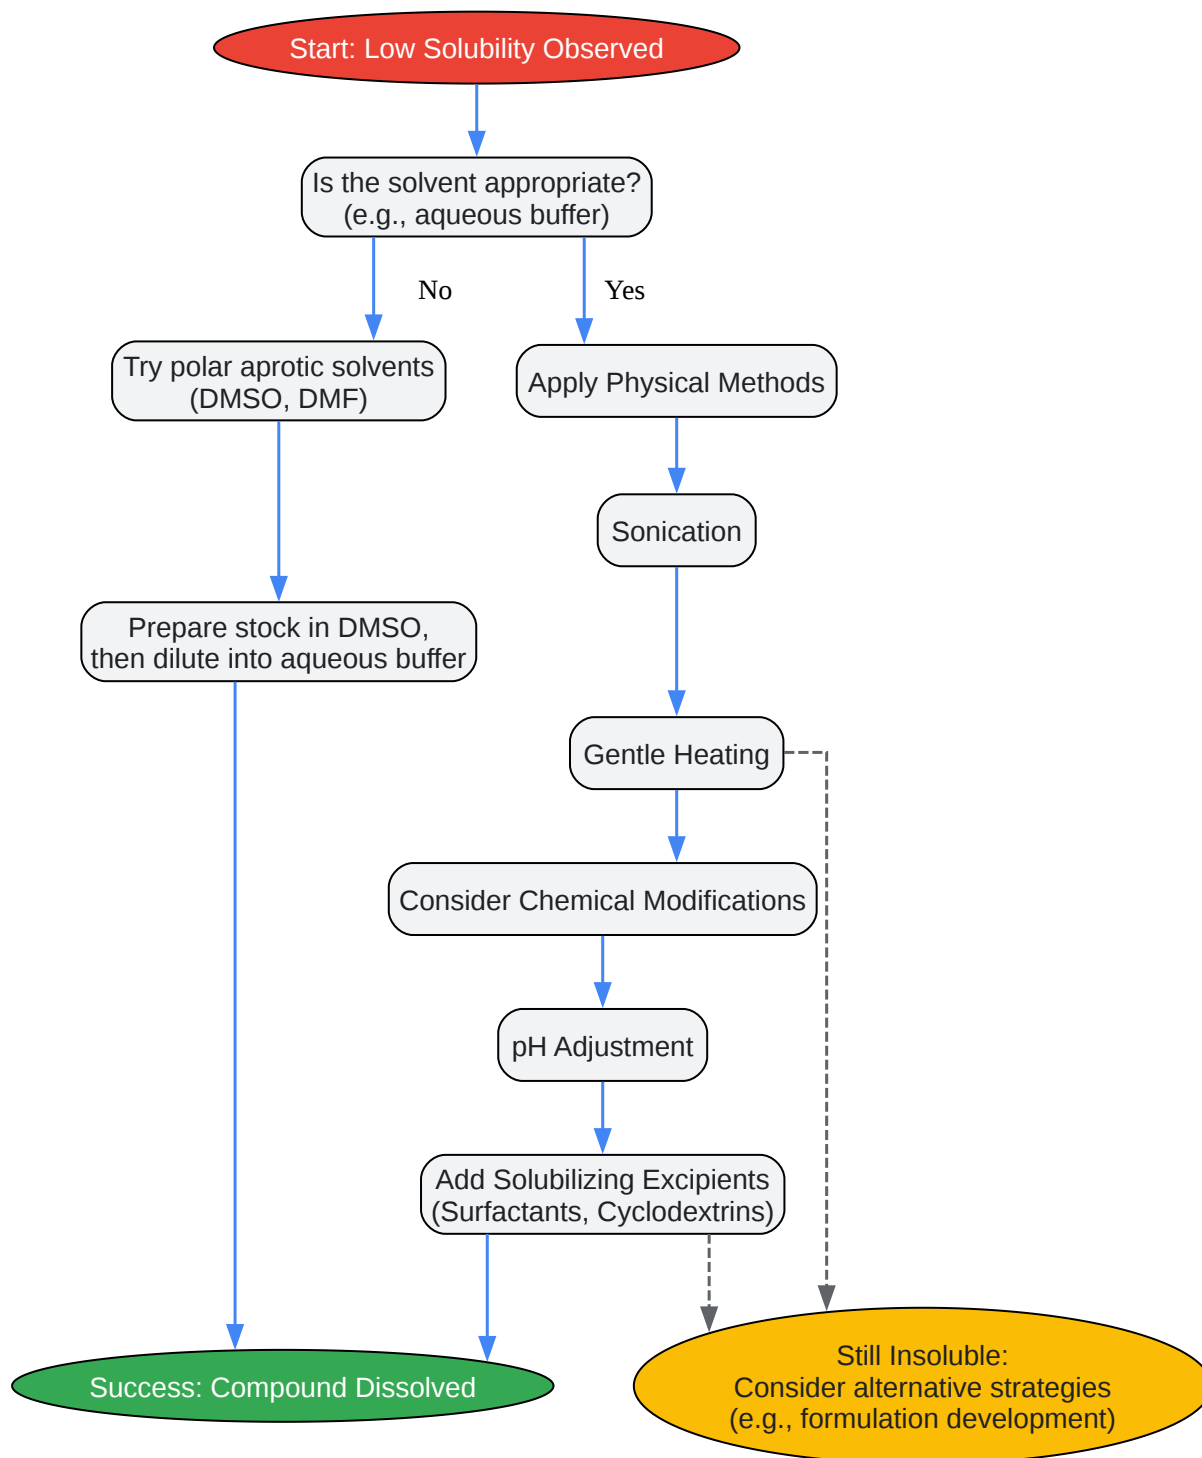 Start: Low Solubility Observed
Is the solvent appropriate?
(e.g., aqueous buffer)
No
Yes
Try polar aprotic solvents
(DMSO, DMF)
Apply Physical Methods
Sonication
Prepare stock in DMSO,
then dilute into aqueous buffer
Gentle Heating
Consider Chemical Modifications
pH Adjustment
Add Solubilizing Excipients
(Surfactants, Cyclodextrins)
Success: Compound Dissolved
Still Insoluble:
Consider alternative strategies
(e.g., formulation development)